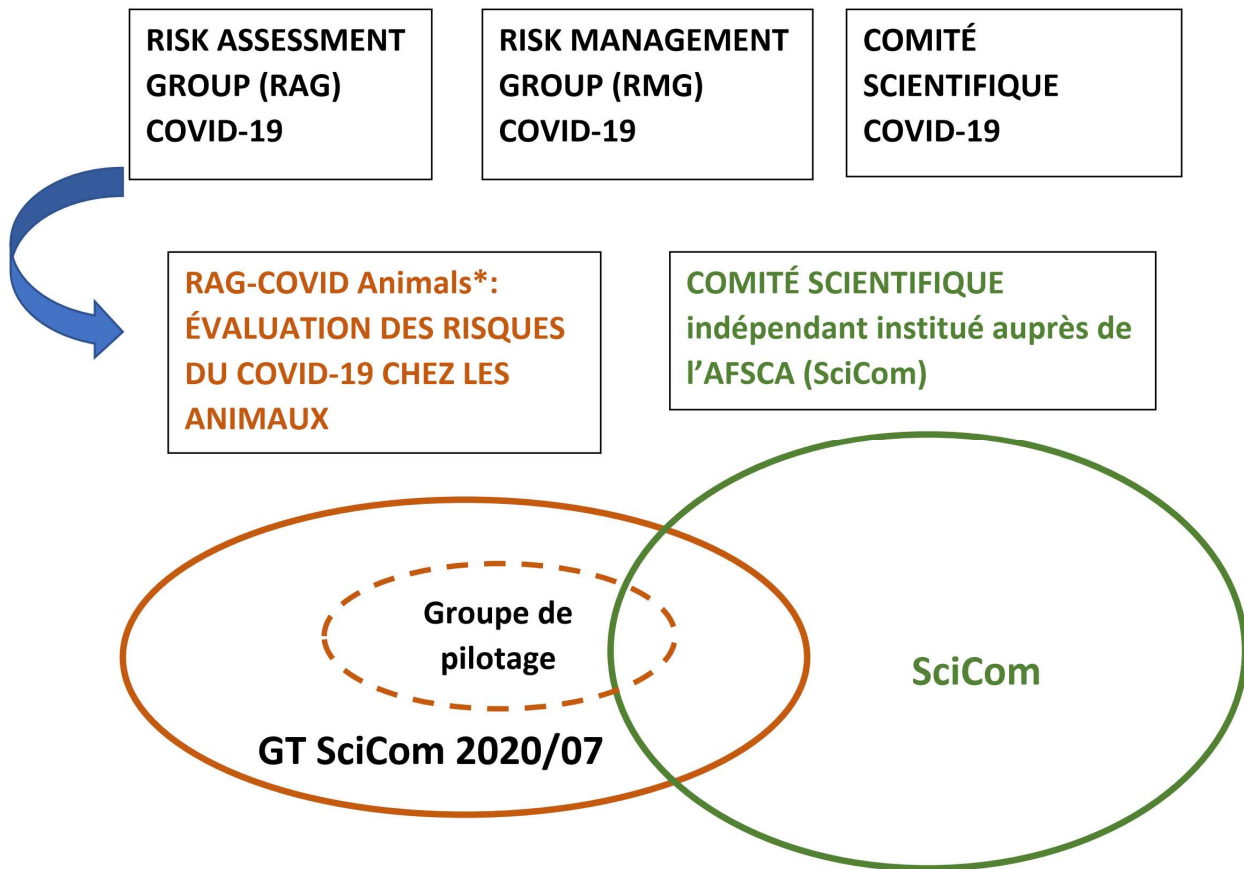 RISK ASSESSMENT
GROUP (RAG)
COVID-19
RISK MANAGEMENT
GROUP (RMG)
COVID-19
COMITÉ
SCIENTIFIQUE
COVID-19
RAG-COVID Animals*:
ÉVALUATION DES RISQUES
DU COVID-19 CHEZ LES
ANIMAUX
COMITÉ SCIENTIFIQUE
indépendant institué auprès de
l’AFSCA (SciCom)
Groupe de
pilotage
GT SciCom 2020/07
SciCom